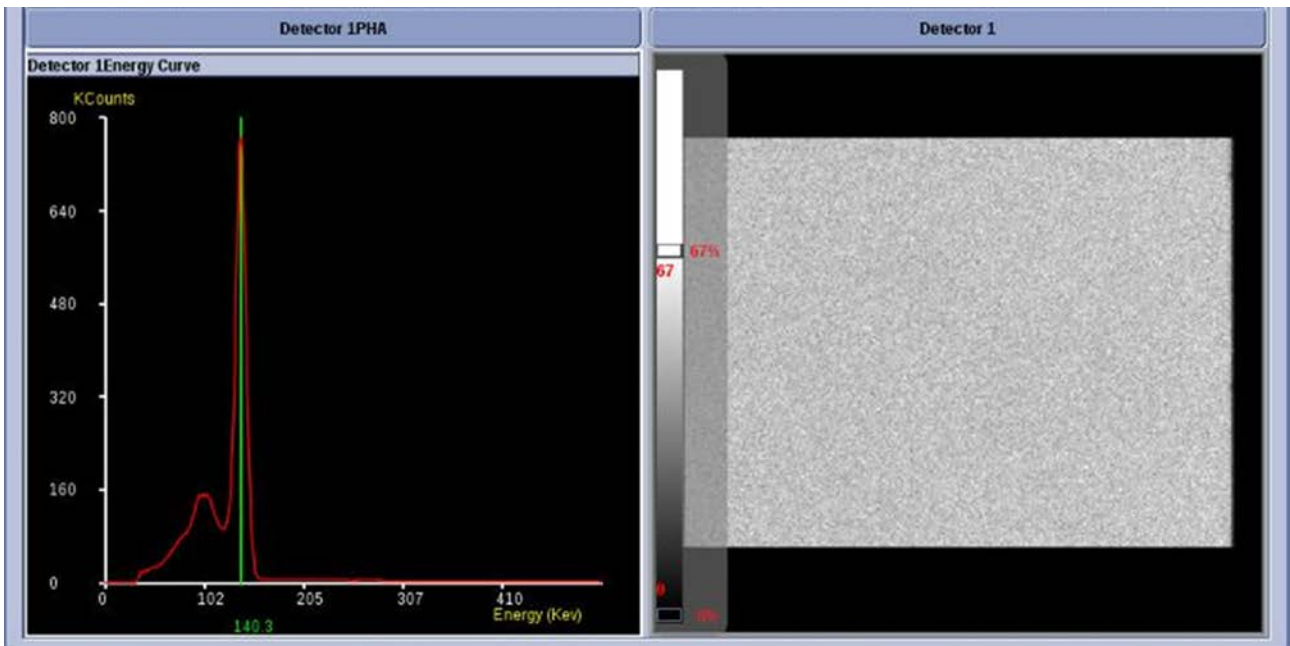 Detector 1PHA
Detector 1
Detector 1Energy Curve
KCounts
800
640
480
320
160
0
0 102 205 307 410
Energy (Kev)
140.3
67%
67
0
0%